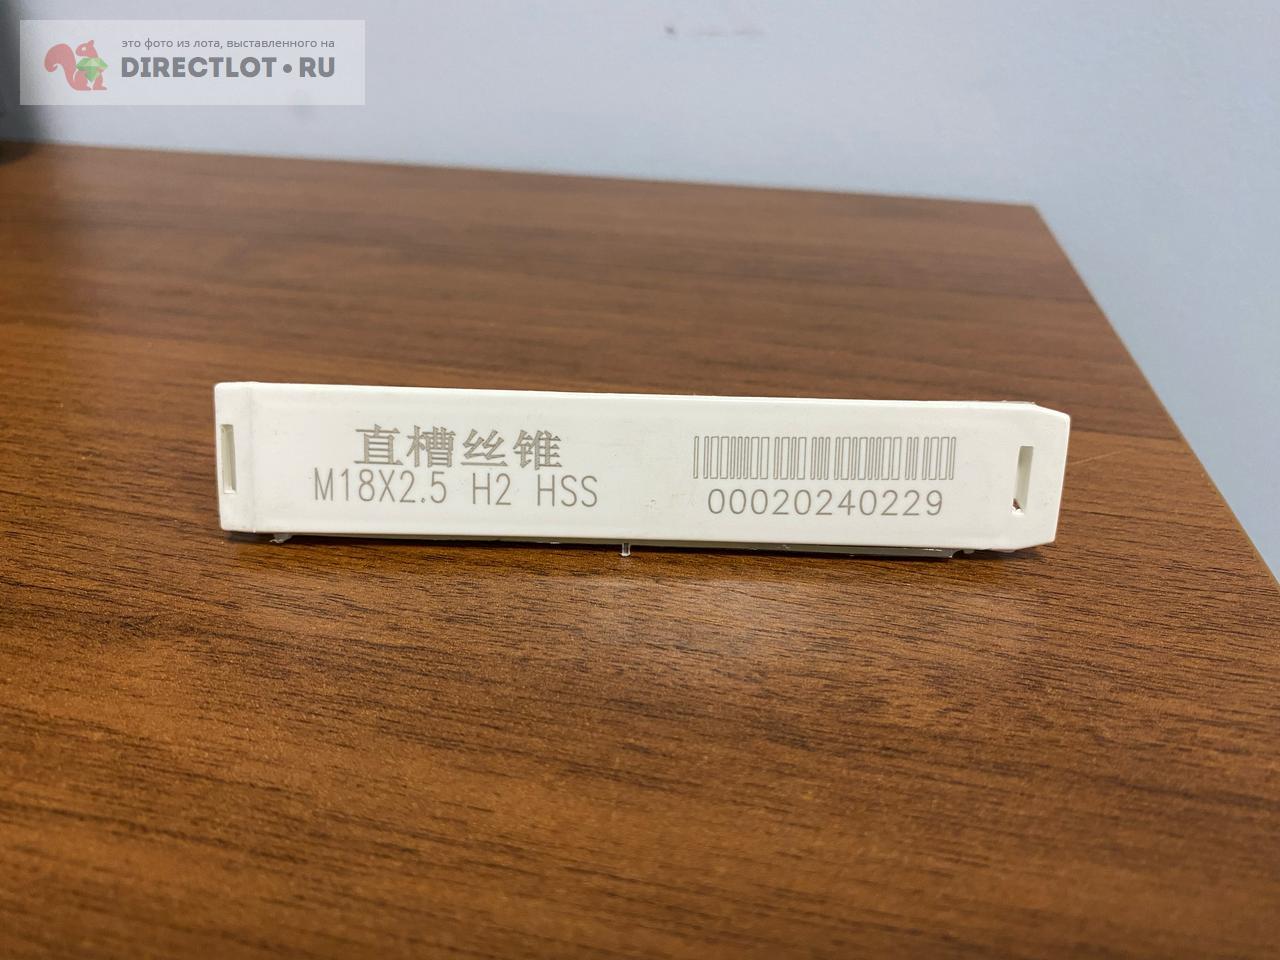 это фото из лота, выставленного на
DIRECTLOT•RU
直槽丝锥
M18X2.5 H2 HSS
00020240229